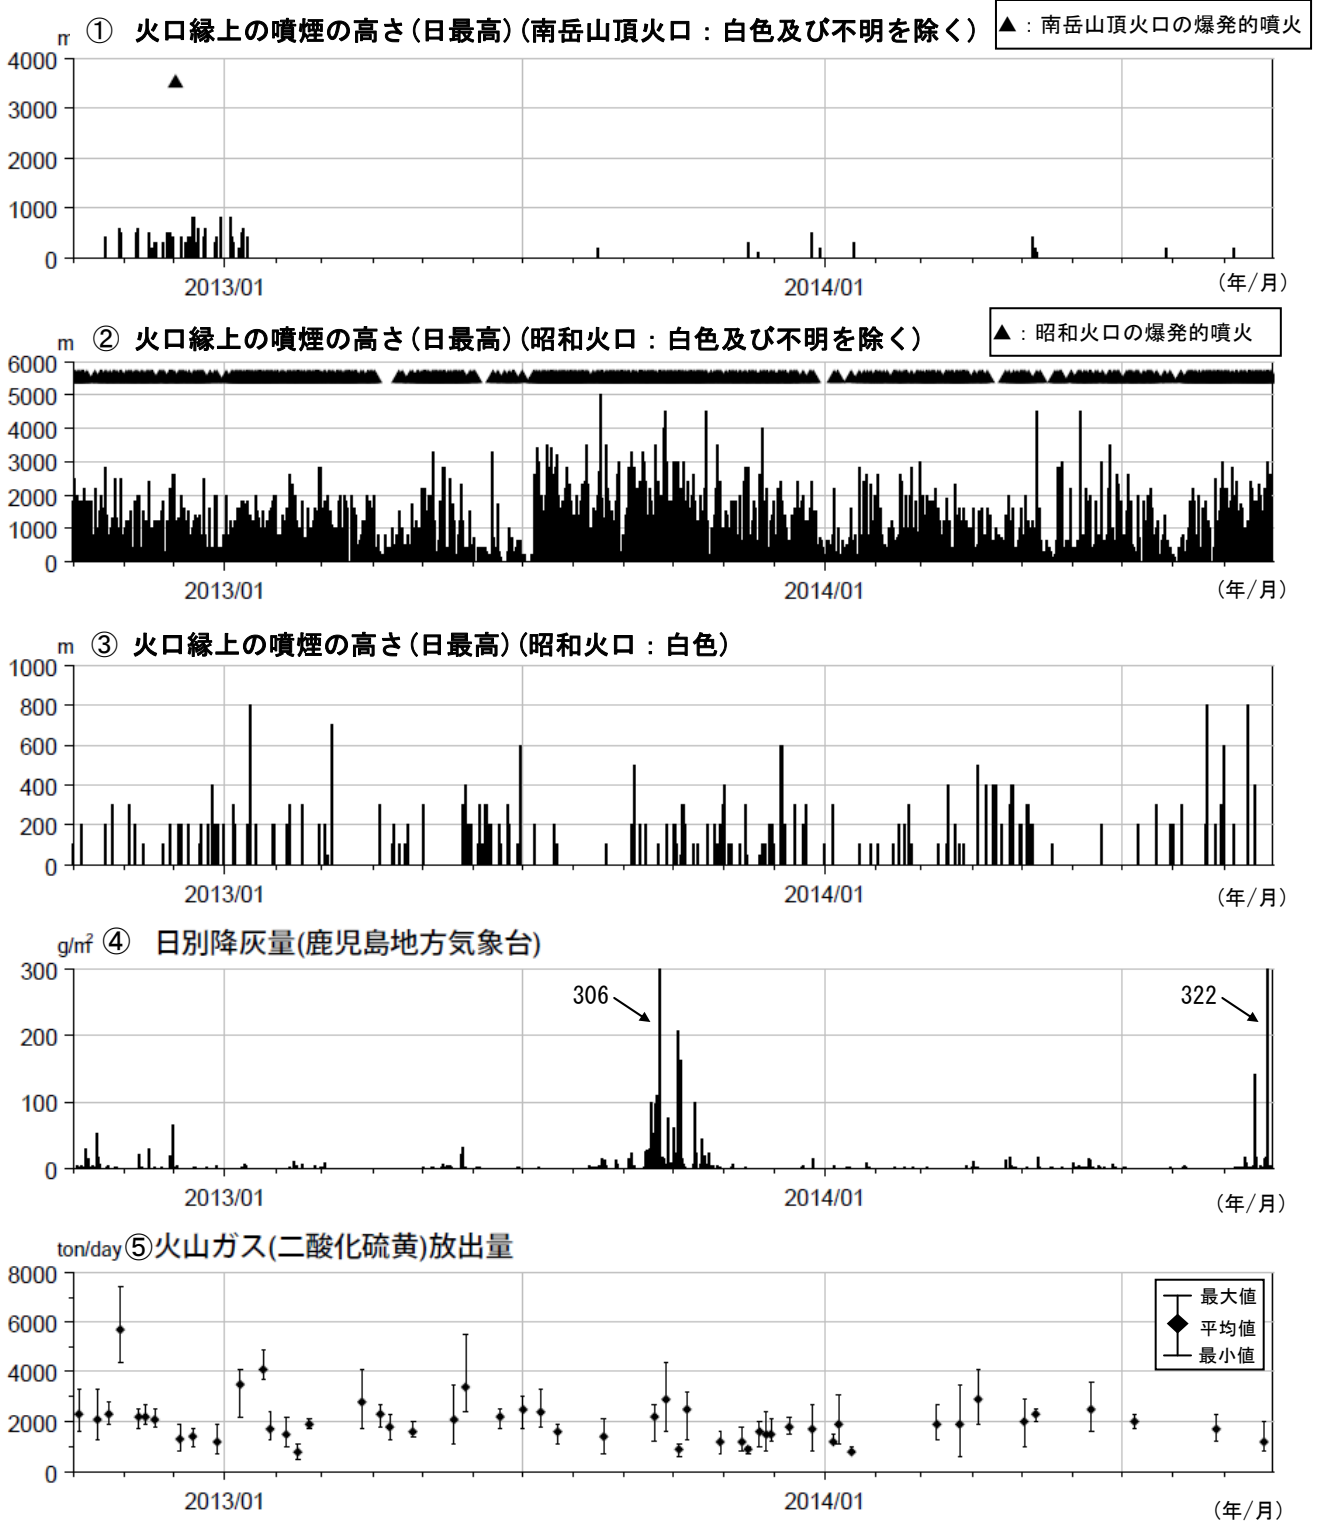 m ① 火口縁上の噴煙の高さ(日最高)(南岳山頂火口：白色及び不明を除く)
▲：南岳山頂火口の爆発的噴火
4000
3000
2000
1000
0
2013/01 2014/01 (年/月)
m ② 火口縁上の噴煙の高さ(日最高)(昭和火口：白色及び不明を除く)
▲：昭和火口の爆発的噴火
6000
5000
4000
3000
2000
1000
0
2013/01 2014/01 (年/月)
m ③ 火口縁上の噴煙の高さ(日最高)(昭和火口：白色)
1000
800
600
400
200
0
2013/01 2014/01 (年/月)
g/㎡ ④ 日別降灰量(鹿児島地方気象台)
300
306 322
200
100
0
2013/01 2014/01 (年/月)
ton/day ⑤火山ガス(二酸化硫黄)放出量
8000
最大値
6000
平均値
最小値
4000
2000
0
2013/01 2014/01 (年/月)